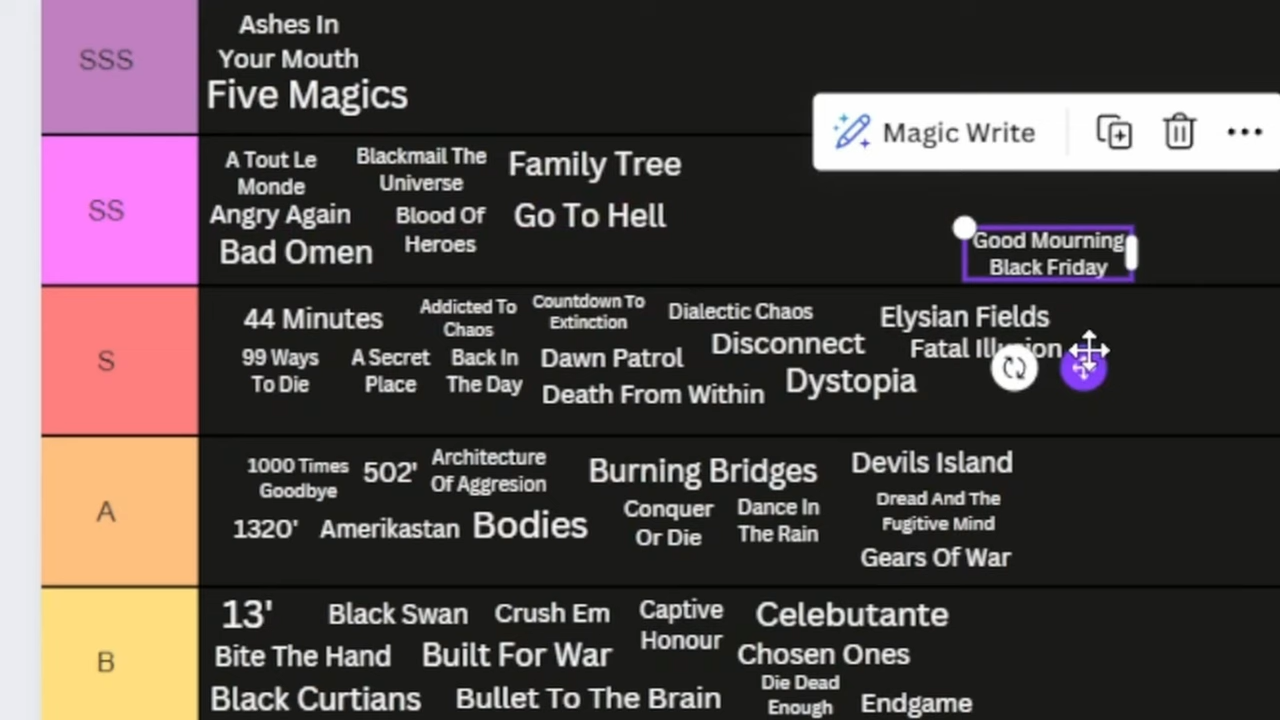 SSS
Ashes In
Your Mouth
Five Magics
Magic Write
SS
A Tout Le
Monde
Blackmail The
Universe
Family Tree
Angry Again
Blood Of
Heroes
Go To Hell
Bad Omen
Good Mourning
Black Friday
S
44 Minutes
Addicted To
Chaos
Countdown To
Extinction
Dialectic Chaos
Elysian Fields
99 Ways
To Die
A Secret
Place
Back In
The Day
Dawn Patrol
Disconnect
Fatal Illusion
Death From Within
Dystopia
A
1000 Times
Goodbye
502'
Architecture
Of Aggresion
Burning Bridges
Devils Island
1320'
Amerikastan
Bodies
Conquer
Or Die
Dance In
The Rain
Dread And The
Fugitive Mind
Gears Of War
B
13'
Black Swan
Crush Em
Captive
Honour
Celebutante
Bite The Hand
Built For War
Chosen Ones
Black Curtians
Bullet To The Brain
Die Dead
Enough
Endgame